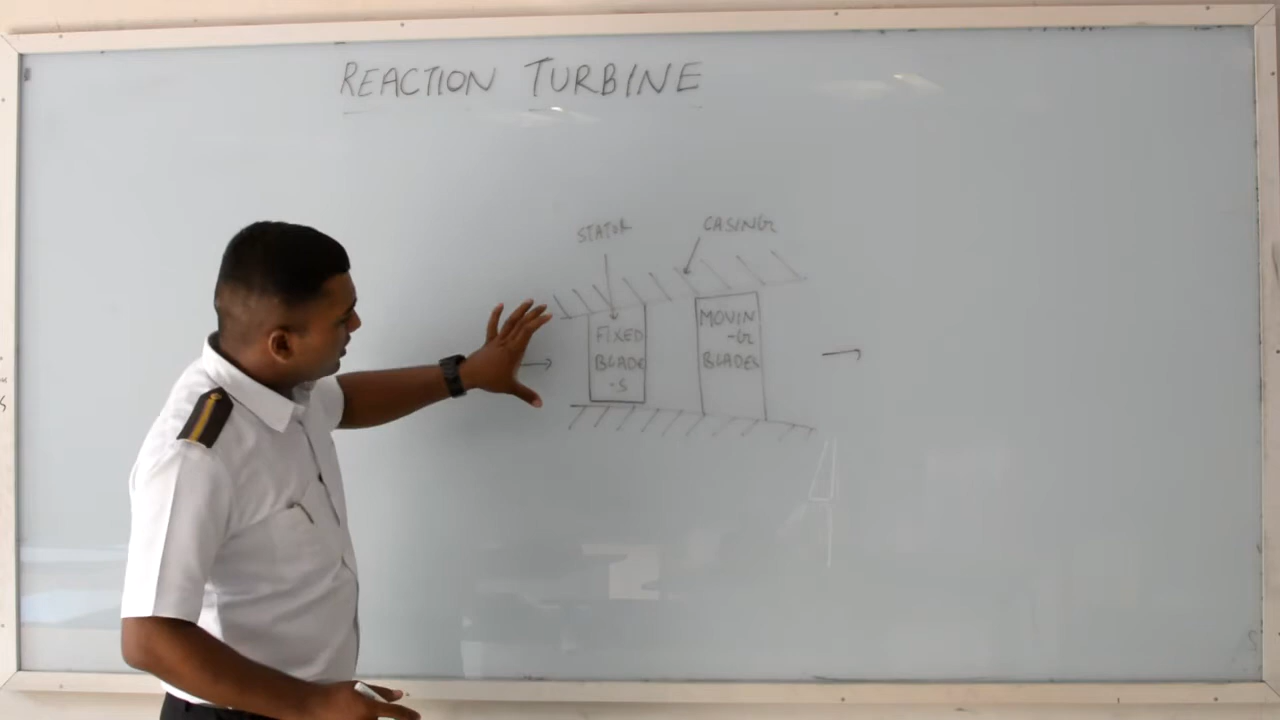 REACTION TURBINE
STATOR
CASING
FIXED
BLADE
-S
MOVIN
-G
BLADES